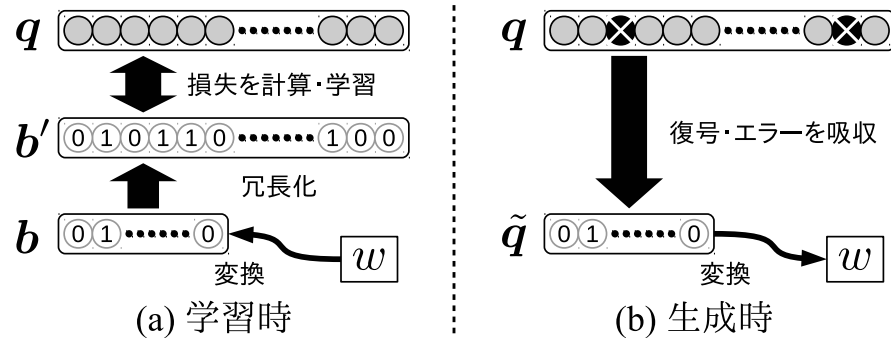 q
損失を計算・学習
b′ 0 1 0 1 1 0 ······· 1 0 0
冗長化
b 0 1 ······ 0
変換
w
(a) 学習時
q
復号・エラーを吸収
q̃ 0 1 ······ 0
変換
w
(b) 生成時